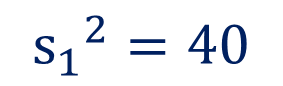 s₁² = 40